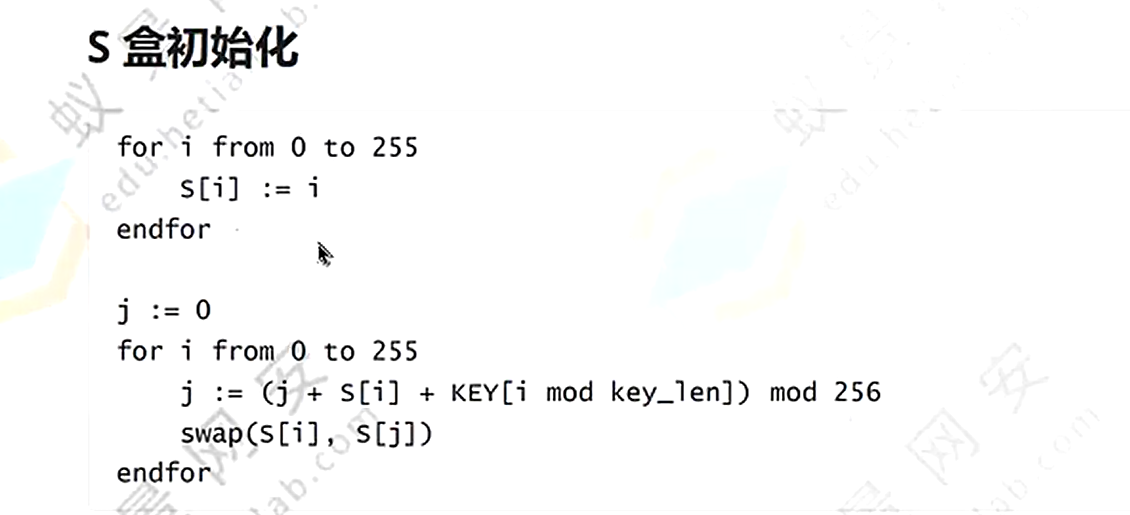 S 盒初始化
for i from 0 to 255
    S[i] := i
endfor
j := 0
for i from 0 to 255
    j := (j + S[i] + KEY[i mod key_len]) mod 256
    swap(S[i], S[j])
endfor